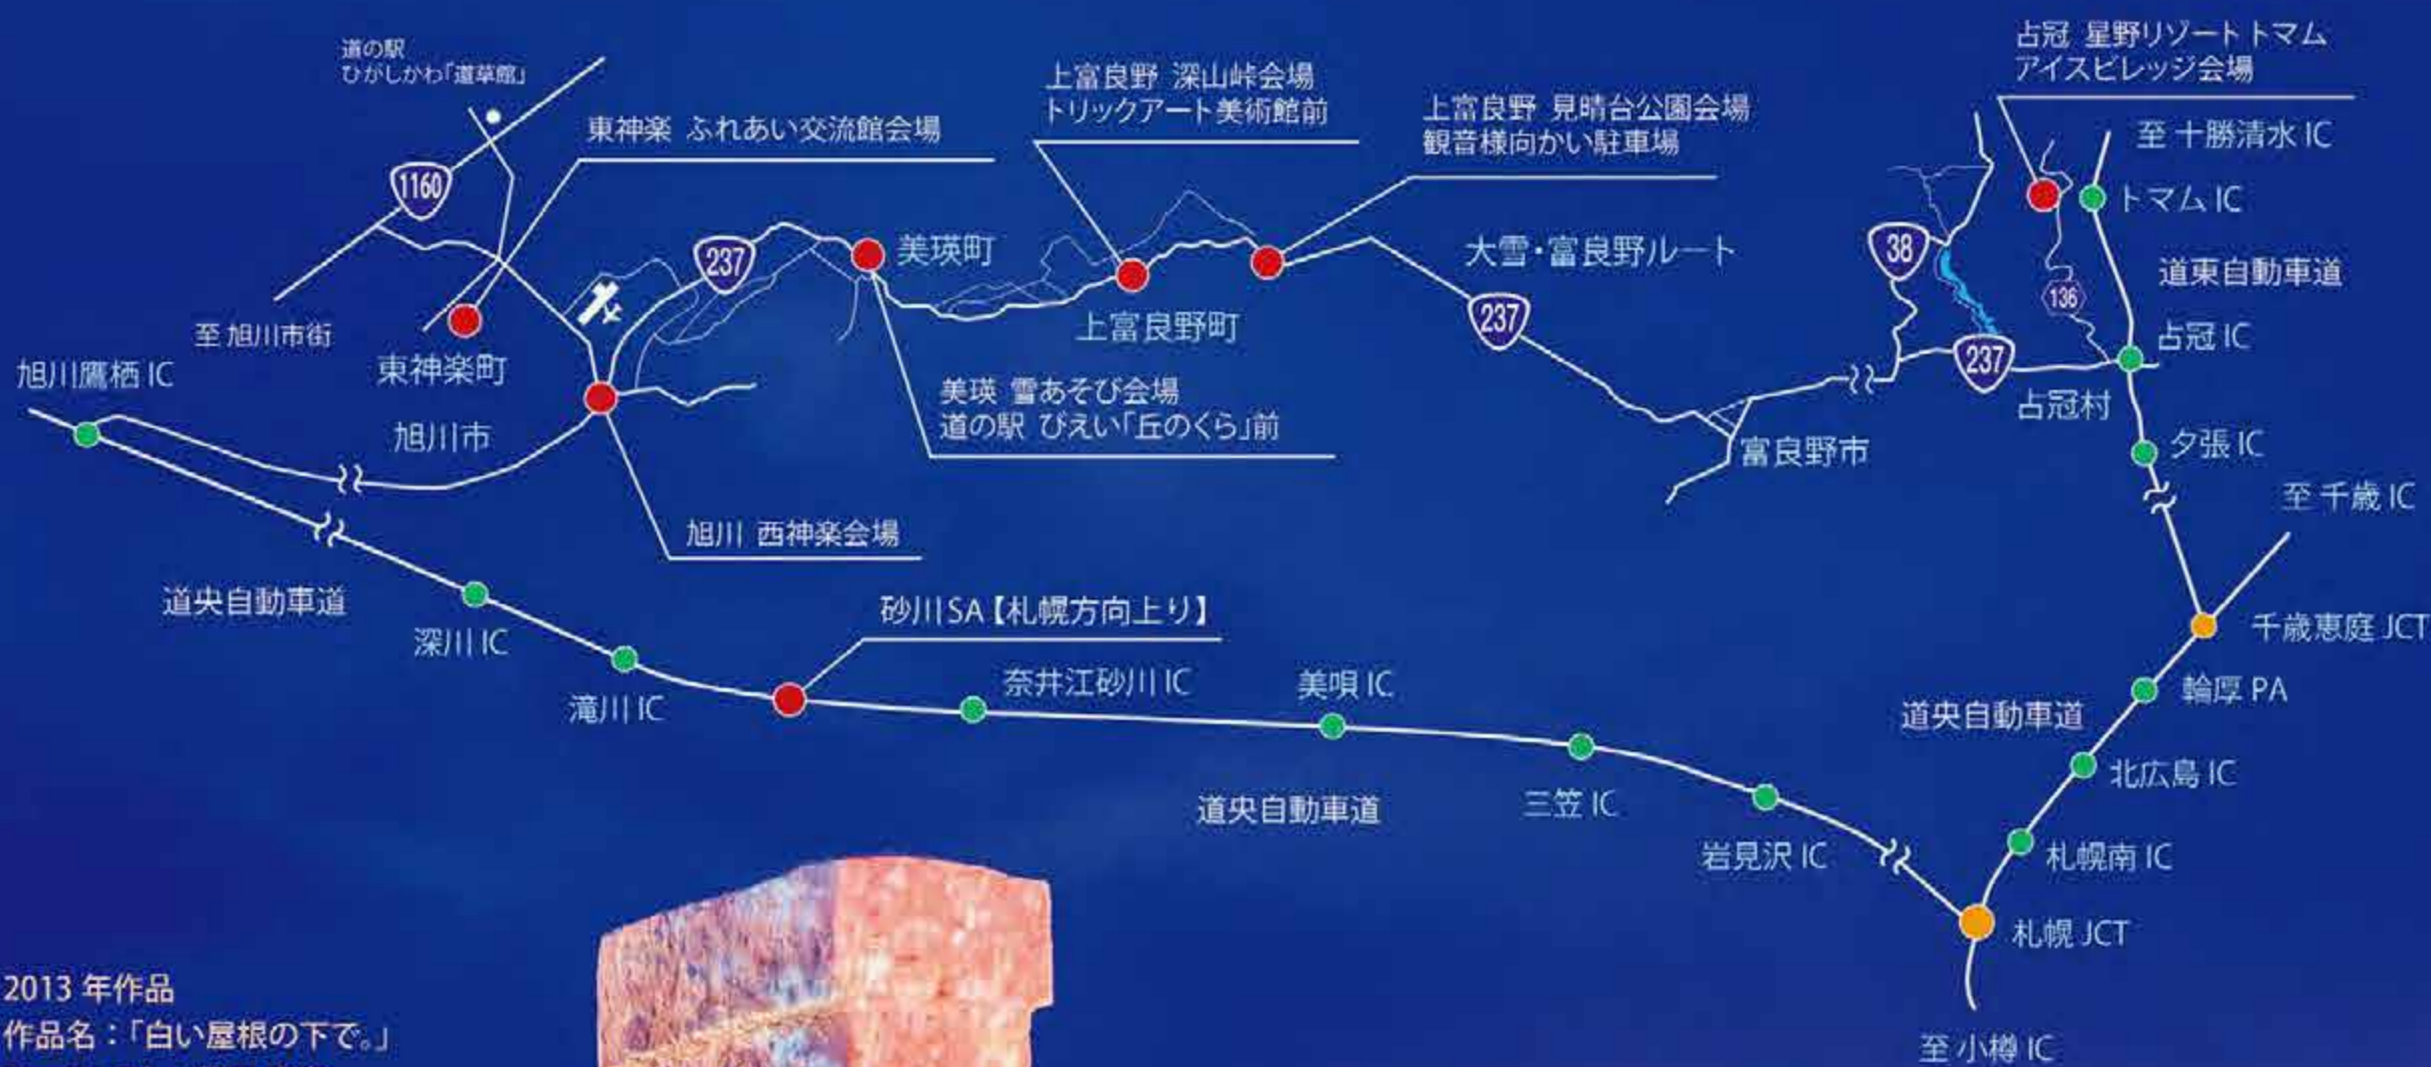 道の駅
ひがしかわ「道草館」
1160
東神楽 ふれあい交流館会場
上富良野 深山峠会場
トリックアート美術館前
上富良野 見晴台公園会場
観音様向かい駐車場
占冠 星野リゾートトマム
アイスビレッジ会場
至 十勝清水 IC
トマム IC
道東自動車道
38
136
237
美瑛町
大雪・富良野ルート
237
上富良野町
至 旭川市街
東神楽町
旭川鷹栖 IC
旭川市
美瑛 雪あそび会場
道の駅 びえい「丘のくら」前
237
占冠 IC
占冠村
富良野市
夕張 IC
至 千歳 IC
旭川 西神楽会場
道央自動車道
深川 IC
滝川 IC
砂川SA【札幌方向上り】
奈井江砂川 IC
美唄 IC
千歳恵庭 JCT
輪厚 PA
道央自動車道
北広島 IC
道央自動車道
三笠 IC
岩見沢 IC
札幌南 IC
札幌 JCT
至 小樽 IC
2013 年作品
作品名：「白い屋根の下で。」